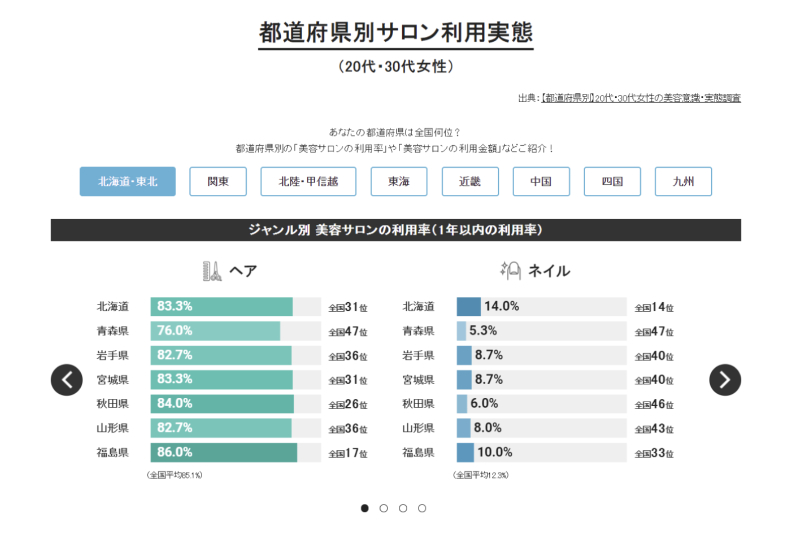 都道府県別サロン利用実態
(20代・30代女性)
出典：【都道府県別】20代・30代女性の美容意識・実態調査
あなたの都道府県は全国何位？
都道府県別の「美容サロンの利用率」や「美容サロンの利用金額」などご紹介！
北海道・東北 関東 北陸・甲信越 東海 近畿 中国 四国 九州
ジャンル別 美容サロンの利用率(1年以内の利用率)
ヘア
北海道 83.3% 全国31位
青森県 76.0% 全国47位
岩手県 82.7% 全国36位
宮城県 83.3% 全国31位
秋田県 84.0% 全国26位
山形県 82.7% 全国36位
福島県 86.0% 全国17位
(全国平均85.1%)
ネイル
北海道 14.0% 全国14位
青森県 5.3% 全国47位
岩手県 8.7% 全国40位
宮城県 8.7% 全国40位
秋田県 6.0% 全国46位
山形県 8.0% 全国43位
福島県 10.0% 全国33位
(全国平均12.3%)